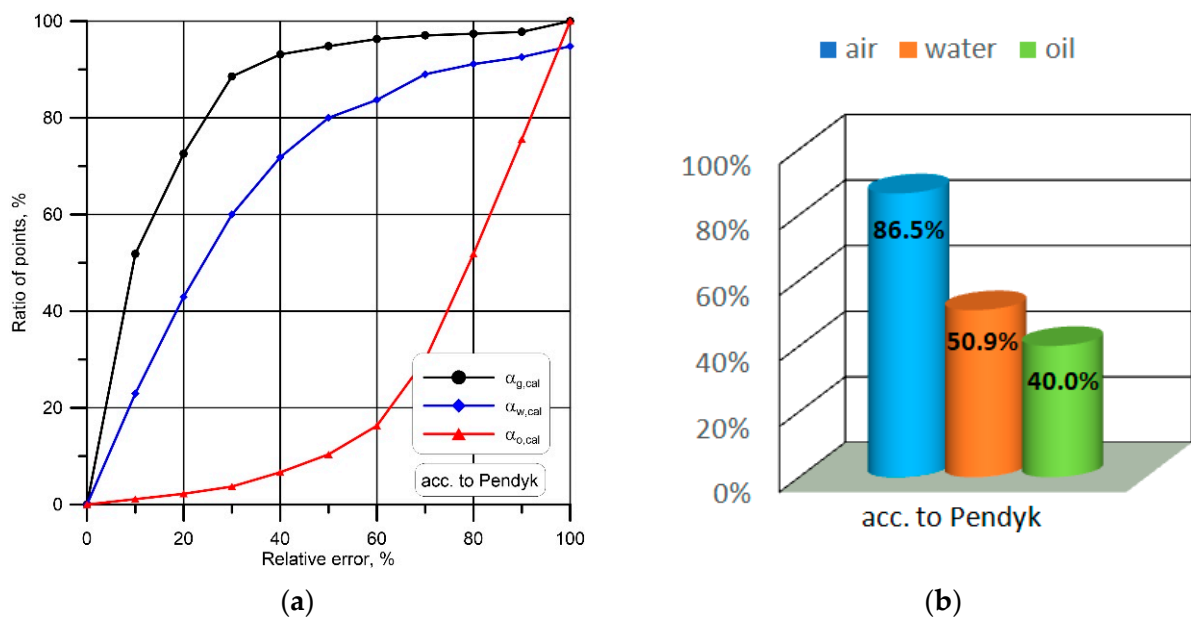 100
80
60
40
20
0
Ratio of points, %
0 20 40 60 80 100
Relative error, %
αg,cal
αw,cal
αo,cal
acc. to Pendyk
(a)
air water oil
100%
80%
60%
40%
20%
0%
86.5%
50.9%
40.0%
acc. to Pendyk
(b)